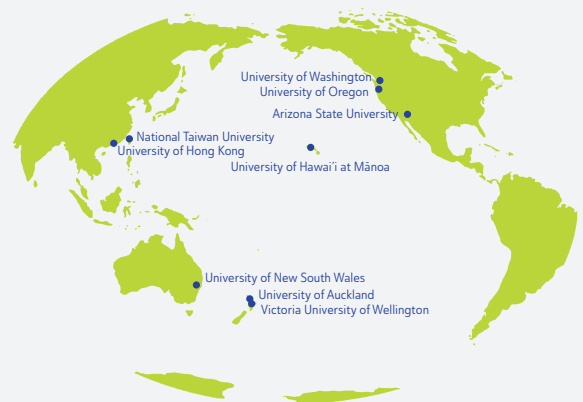 University of Washington
University of Oregon
Arizona State University
National Taiwan University
University of Hong Kong
University of Hawai'i at Mānoa
University of New South Wales
University of Auckland
Victoria University of Wellington